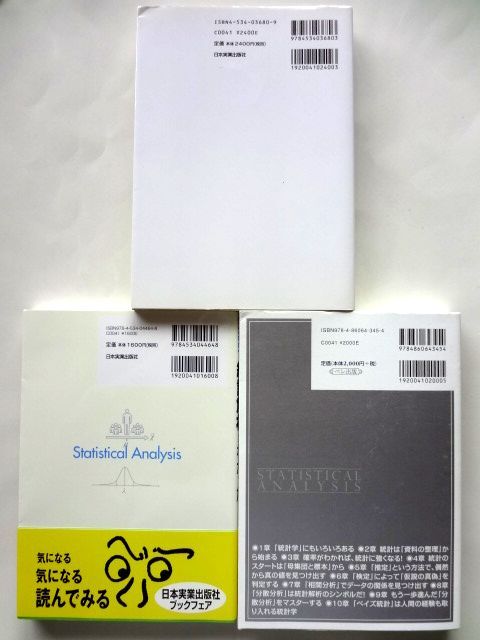 ISBN4-534-03680-9
C0041 ¥2400E
定価 本体2400円(税別)
日本実業出版社
9784534036803
1920041024003
ISBN978-4-534-04464-8
C0041 ¥1600E
定価 本体1600円(税別)
日本実業出版社
9784534044648
1920041016008
Statistical Analysis
気になる
気になる
読んでみる
日本実業出版社
ブックフェア
ISBN978-4-86064-345-4
C0041 ¥2000E
定価(本体2,000円+税)
ベレ出版
9784860643454
1920041020005
STATISTICAL
ANALYSIS
●1章 「統計学」にもいろいろある ●2章 統計は「資料の整理」か
ら始まる ●3章 確率がわかれば、統計に強くなる! ●4章 統計の
スタートは「母集団と標本」から ●5章 「推定」という方法で、偶然
から真の値を見つけ出す ●6章 「検定」によって「仮説の真偽」を
判定する ●7章 「相関分析」でデータの関係を見つけ出す ●8章
「分散分析」は統計解析のシンボルだ! ●9章 もう一歩進んだ「分
散分析」をマスターする ●10章 「ベイズ統計」は人間の経験も取
り入れる統計学